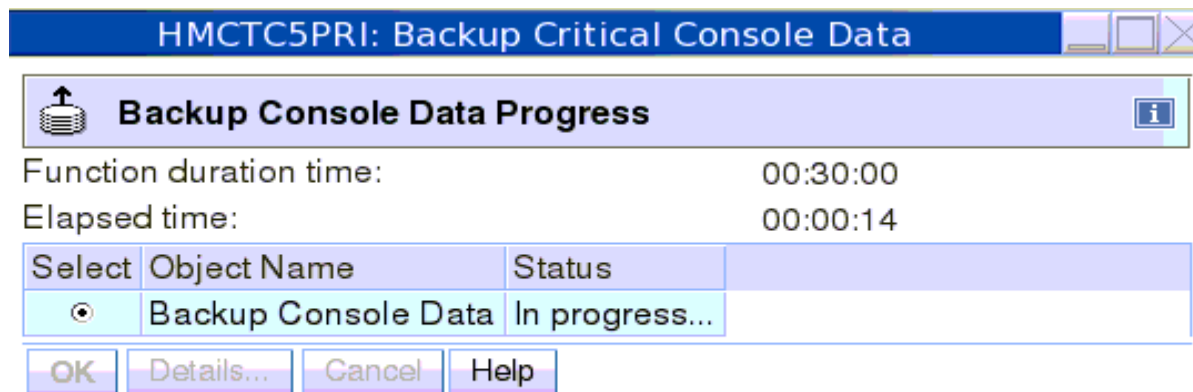 HMCTC5PRI: Backup Critical Console Data
Backup Console Data Progress
i
Function duration time: 00:30:00
Elapsed time: 00:00:14
Select Object Name Status
Backup Console Data In progress...
OK Details... Cancel Help